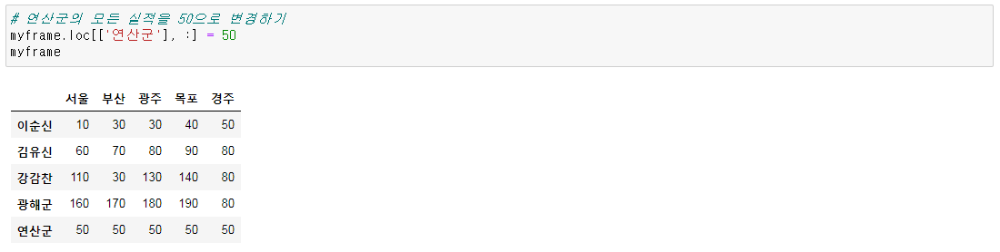 # 연산군의 모든 실적을 50으로 변경하기
myframe.loc[['연산군'], :] = 50
myframe
서울 부산 광주 목포 경주
이순신 10 30 30 40 50
김유신 60 70 80 90 80
강감찬 110 30 130 140 80
광해군 160 170 180 190 80
연산군 50 50 50 50 50